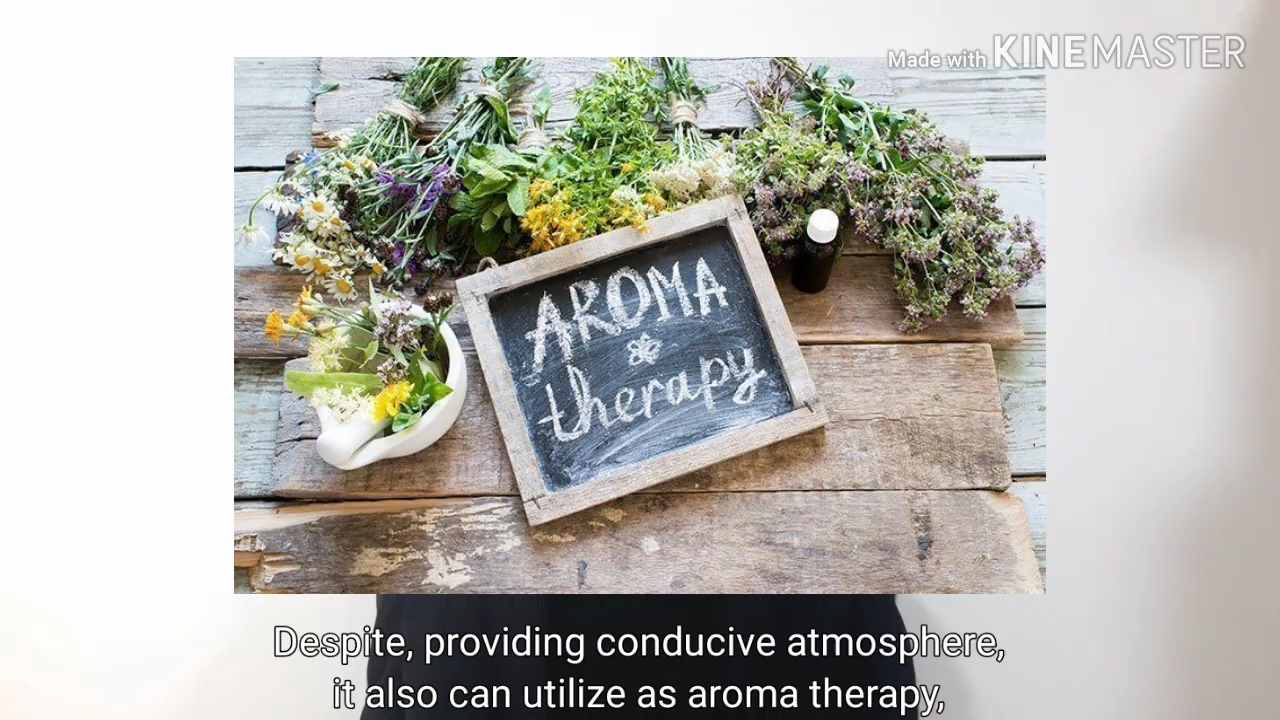 Made with KINEMASTER
AROMA
therapy
Despite, providing conducive atmosphere,
it also can utilize as aroma therapy,